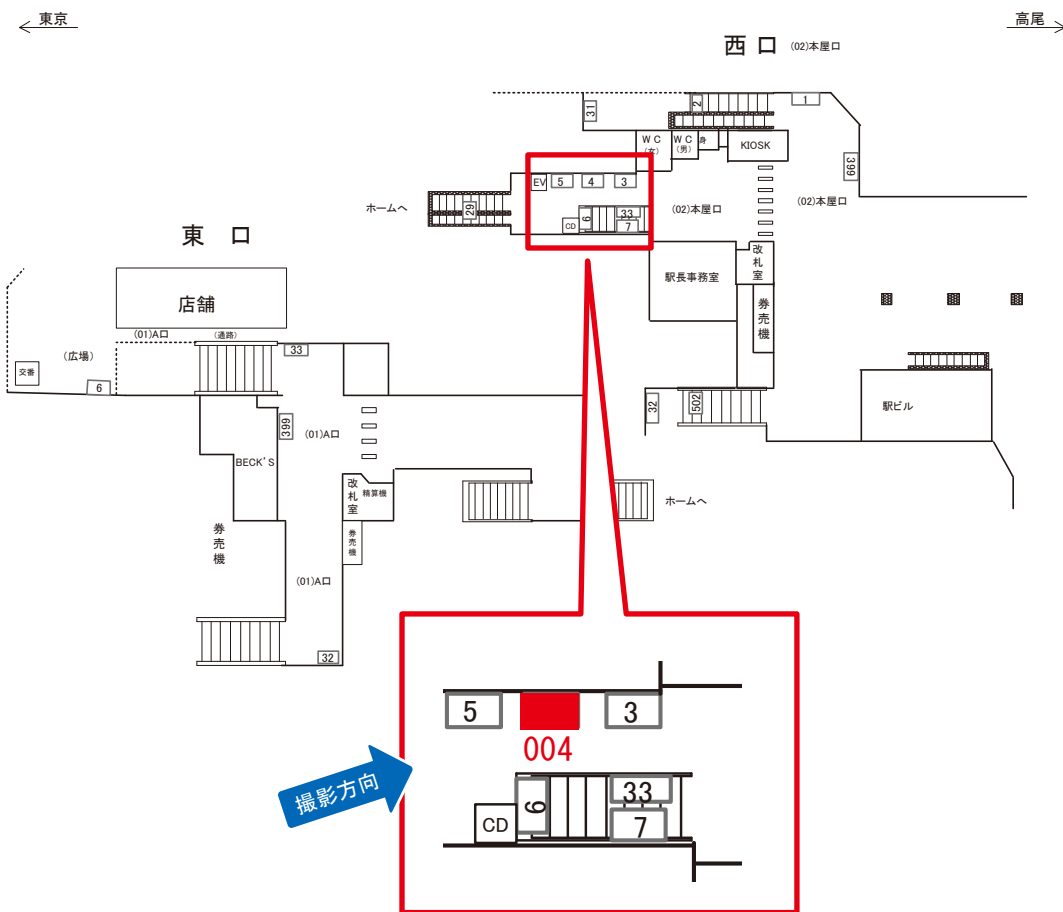 東京
高尾
西口 (02)本屋口
31
2
1
WC
(女)
WC
(男)
身
KIOSK
399
EV
5
4
3
ホームへ
29
(02)本屋口
(02)本屋口
CD
6
33
7
東口
改札室
駅長事務室
券売機
店舗
(01)A口
(通路)
(広場)
33
交番
6
32
502
駅ビル
399
(01)A口
BECK'S
改札室
精算機
ホームへ
券売機
券売機
(01)A口
32
5
3
004
撮影方向
6
33
CD
7